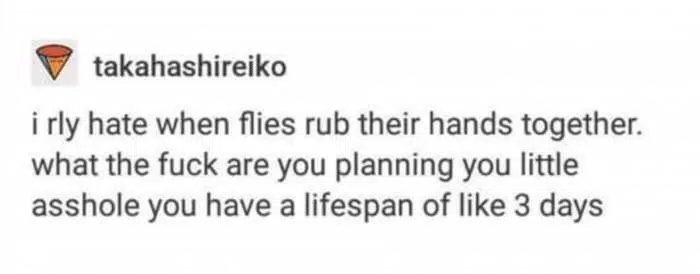 takahashireiko
i rly hate when flies rub their hands together.
what the fuck are you planning you little
asshole you have a lifespan of like 3 days